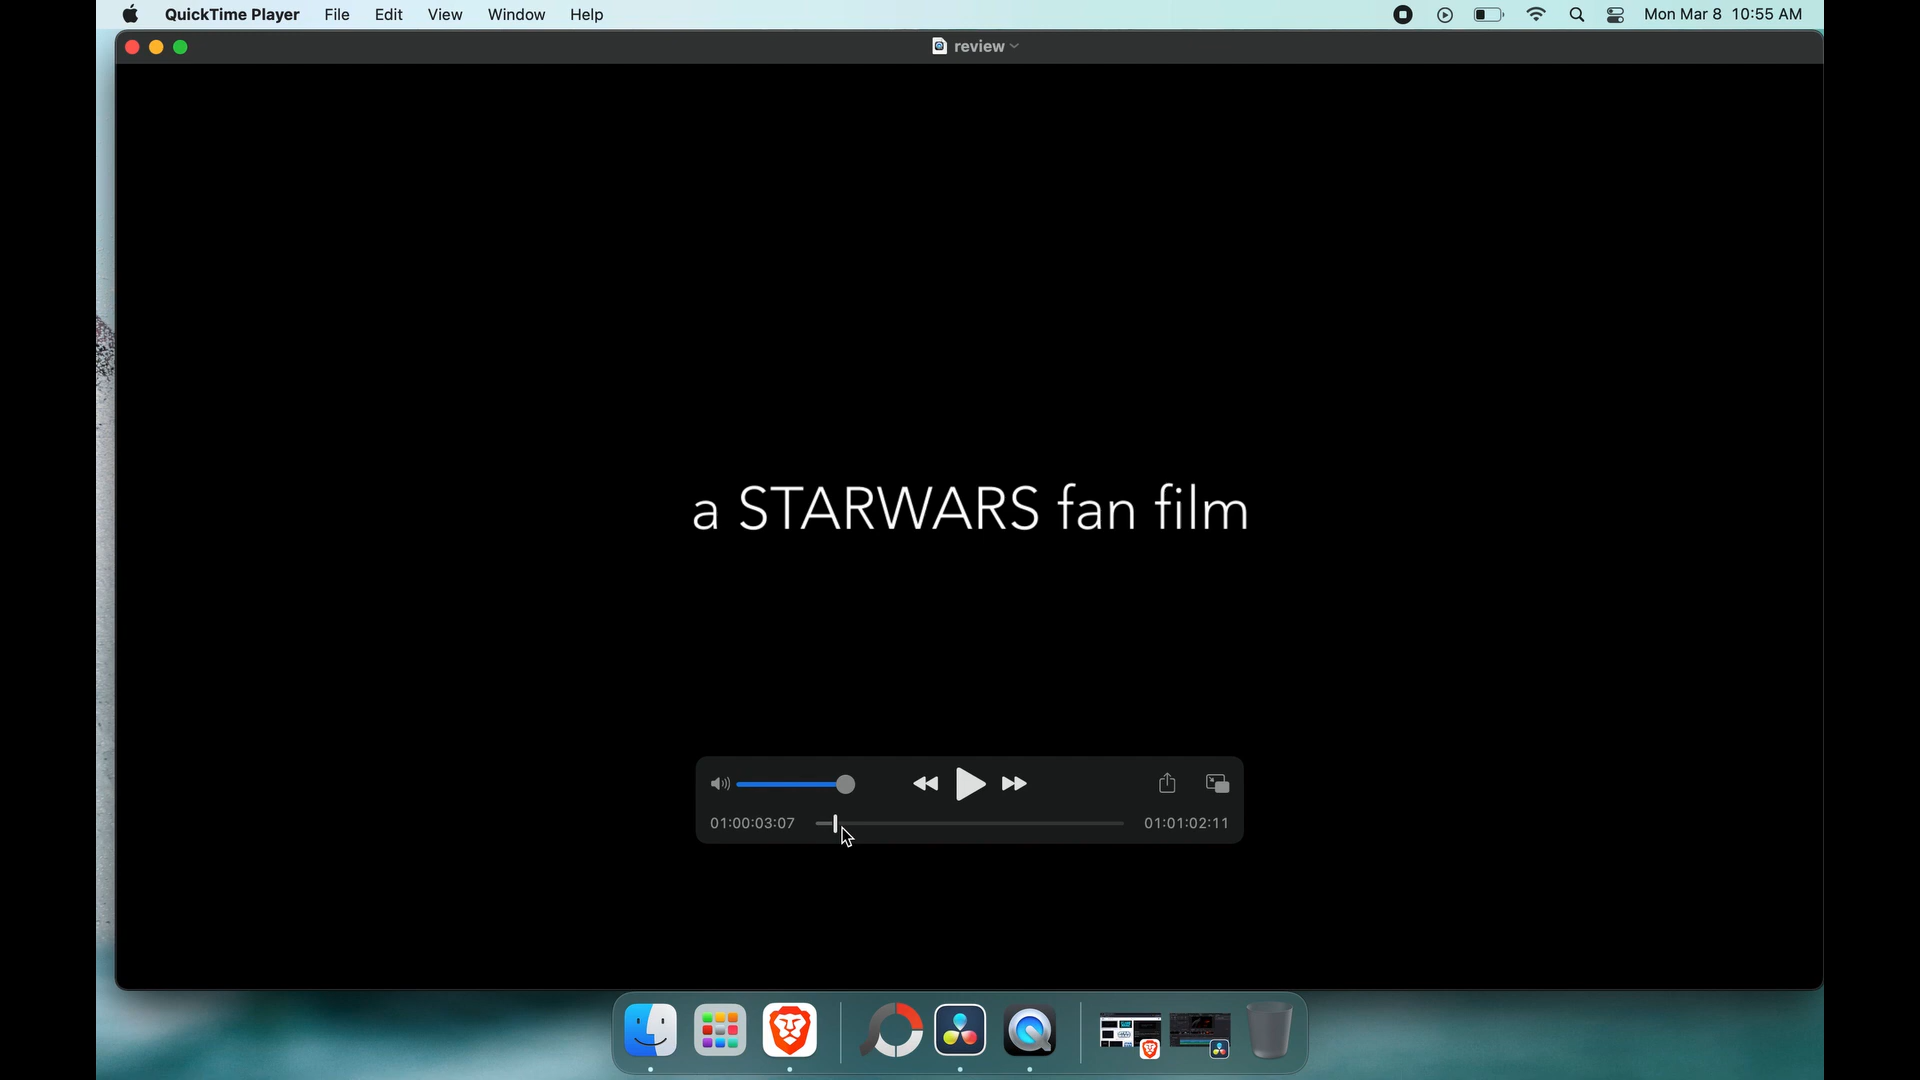 QuickTime Player File Edit View Window Help Mon Mar 8 10:55 AM
review
a STARWARS fan film
01:00:03:07 01:01:02:11